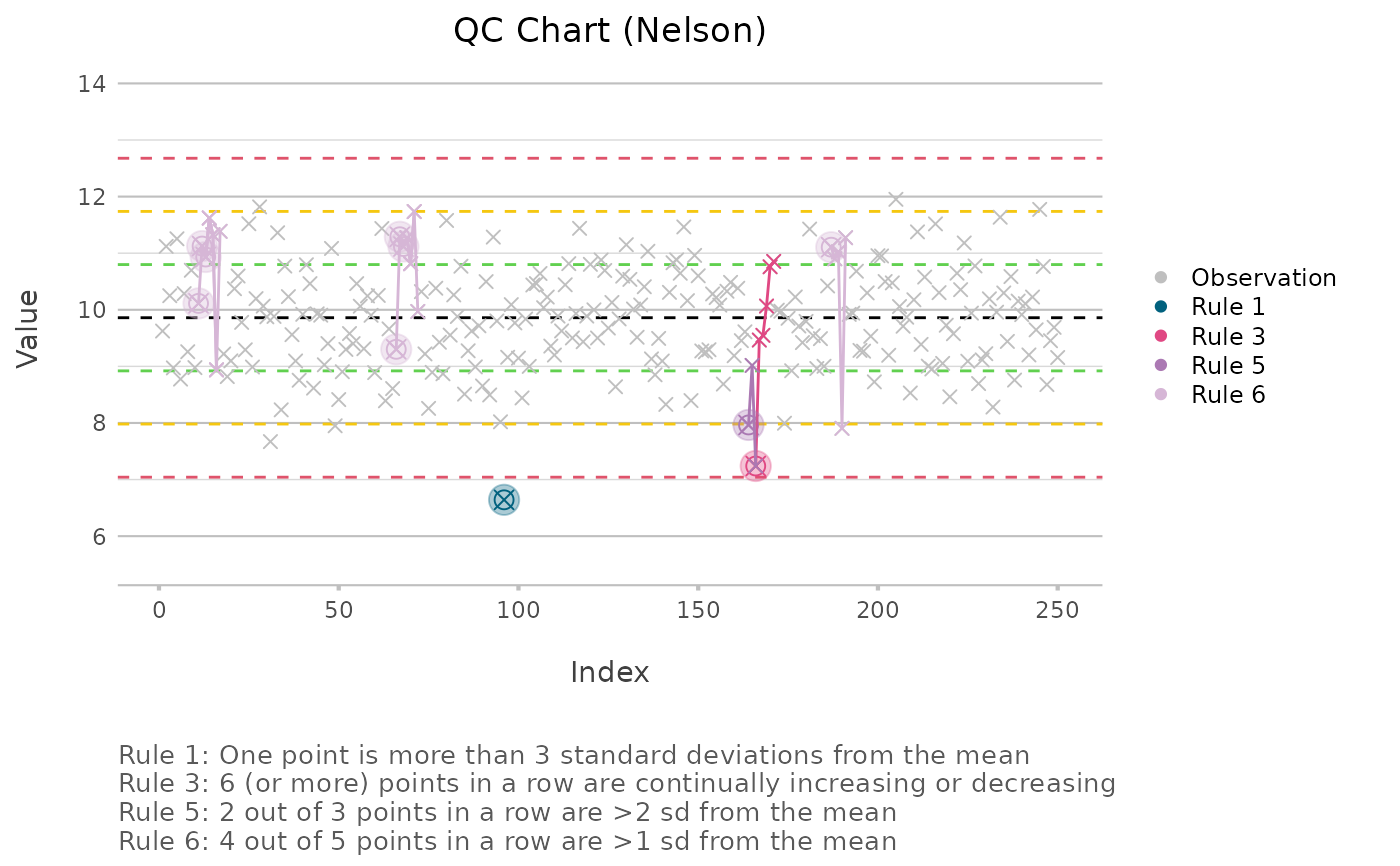 QC Chart (Nelson)
14
12
10
8
6
Value
0 50 100 150 200 250
Index
Observation
Rule 1
Rule 3
Rule 5
Rule 6
Rule 1: One point is more than 3 standard deviations from the mean
Rule 3: 6 (or more) points in a row are continually increasing or decreasing
Rule 5: 2 out of 3 points in a row are >2 sd from the mean
Rule 6: 4 out of 5 points in a row are >1 sd from the mean